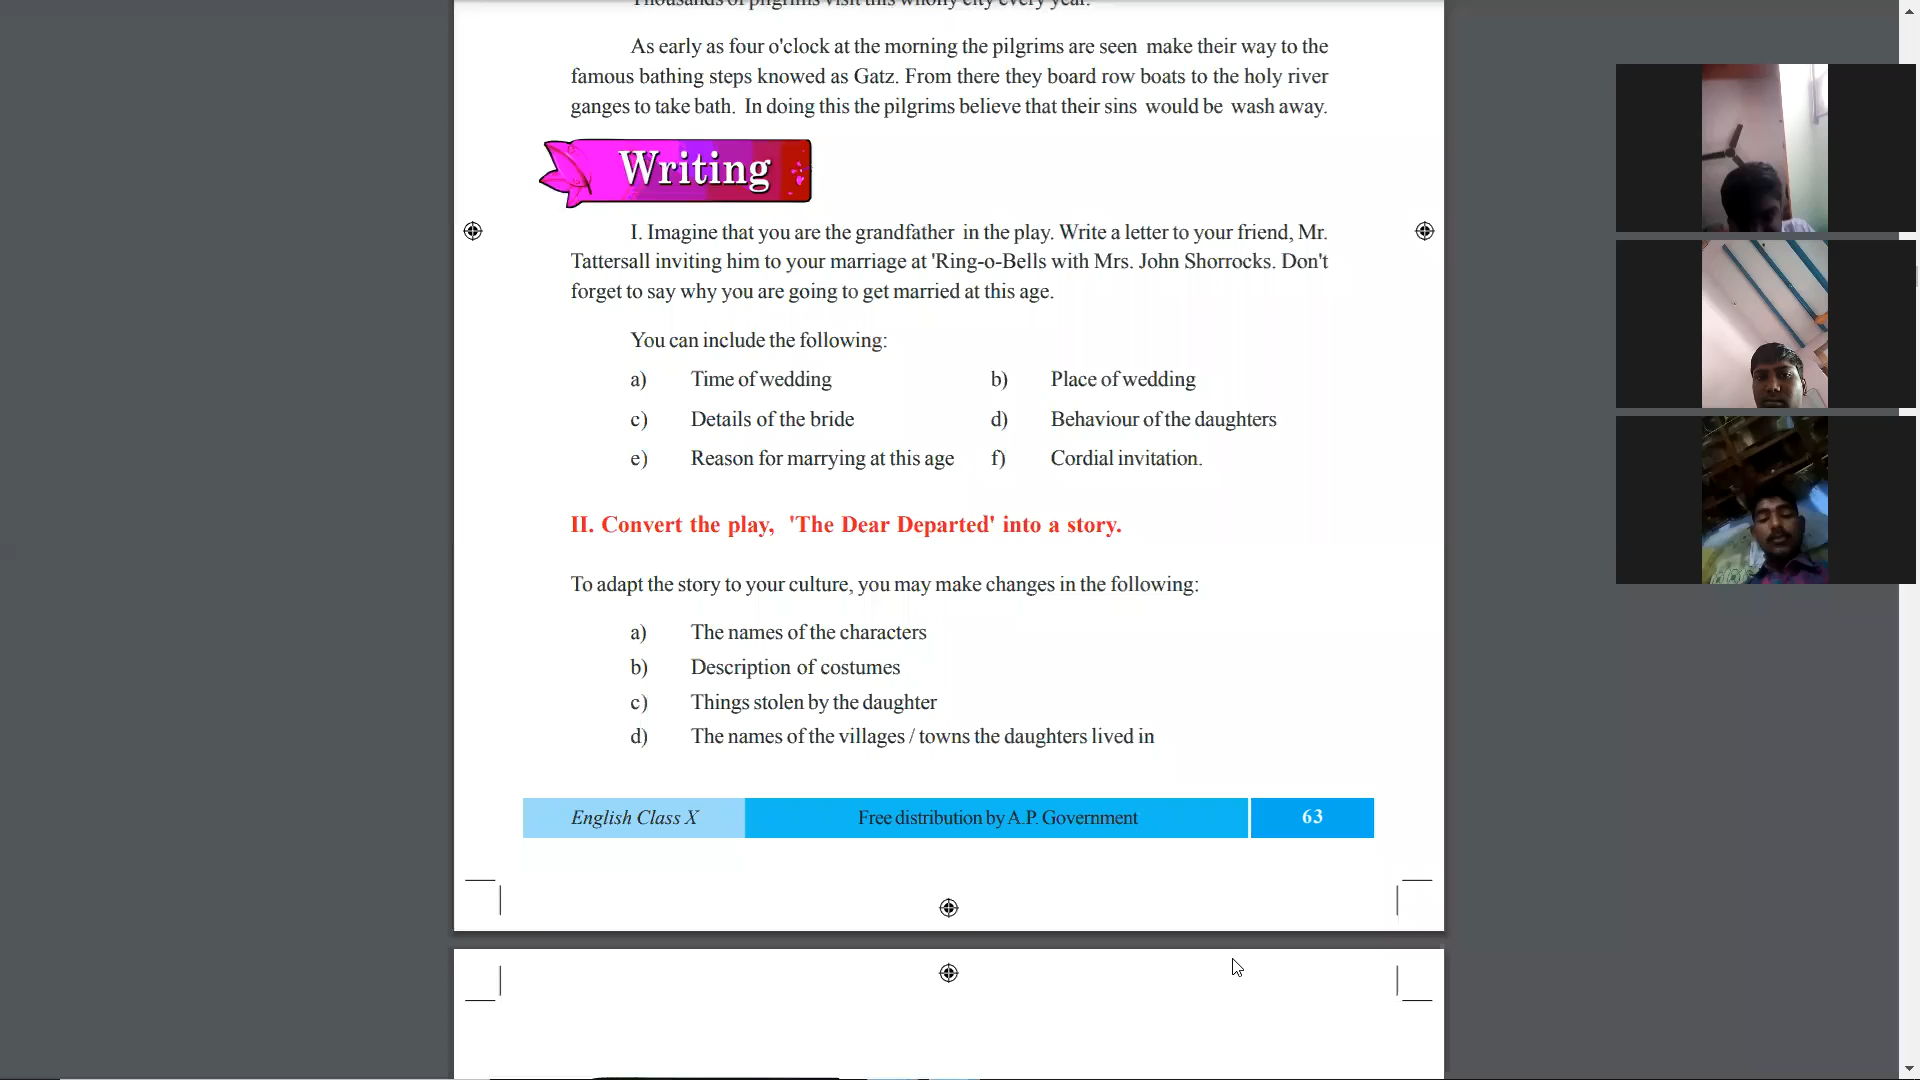 Thousands of pilgrims visit this wholly city every year.
As early as four o'clock at the morning the pilgrims are seen make their way to the
famous bathing steps knowed as Gatz. From there they board row boats to the holy river
ganges to take bath. In doing this the pilgrims believe that their sins would be wash away.
Writing
I. Imagine that you are the grandfather in the play. Write a letter to your friend, Mr.
Tattersall inviting him to your marriage at 'Ring-o-Bells with Mrs. John Shorrocks. Don't
forget to say why you are going to get married at this age.
You can include the following:
a) Time of wedding b) Place of wedding
c) Details of the bride d) Behaviour of the daughters
e) Reason for marrying at this age f) Cordial invitation.
II. Convert the play, 'The Dear Departed' into a story.
To adapt the story to your culture, you may make changes in the following:
a) The names of the characters
b) Description of costumes
c) Things stolen by the daughter
d) The names of the villages / towns the daughters lived in
English Class X Free distribution by A.P. Government 63